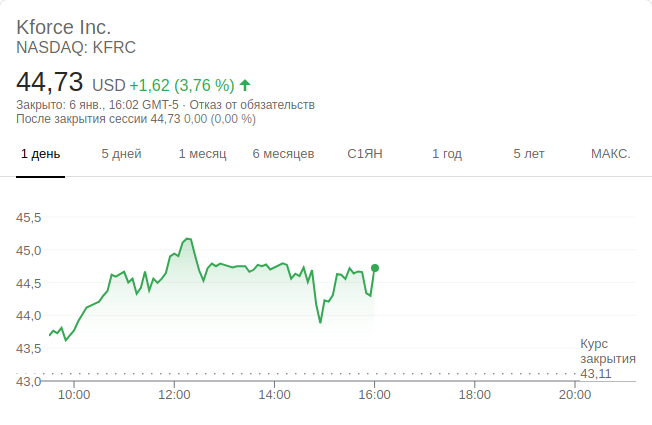 Kforce Inc.
NASDAQ: KFRC
44,73 USD +1,62 (3,76 %)
Закрыто: 6 янв., 16:02 GMT-5 · Отказ от обязательств
После закрытия сессии 44,73 0,00 (0,00 %)
1 день 5 дней 1 месяц 6 месяцев С1ЯН 1 год 5 лет МАКС.
45,5
45,0
44,5
44,0
43,5
Курс
закрытия
43,11
43,0
10:00 12:00 14:00 16:00 18:00 20:00